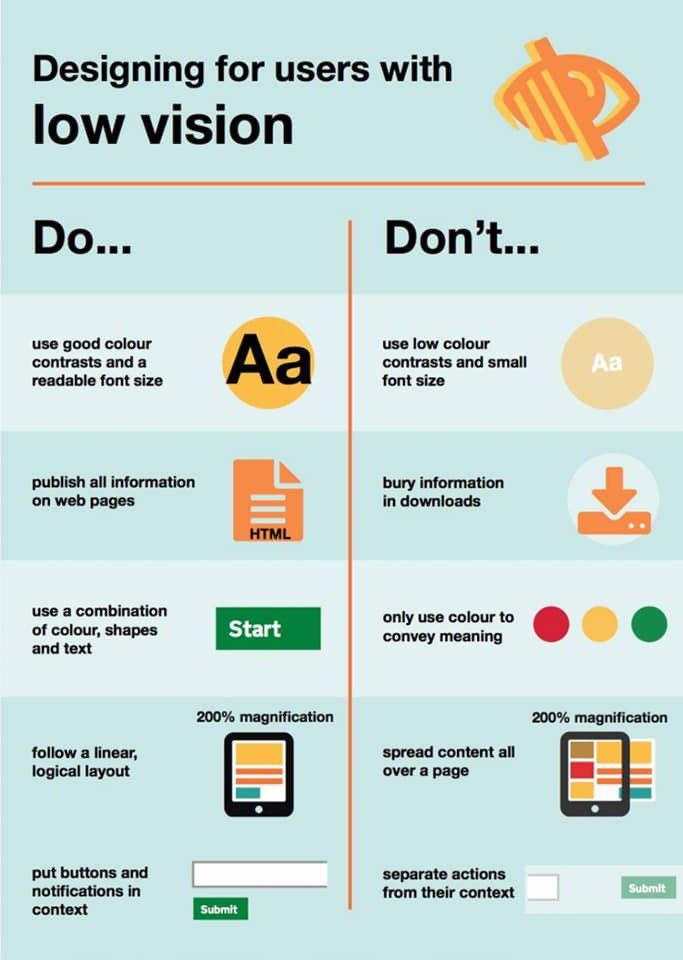 Designing for users with
low vision
Do...
Don’t...
use good colour
contrasts and a
readable font size
Aa
use low colour
contrasts and small
font size
Aa
publish all information
on web pages
HTML
bury information
in downloads
use a combination
of colour, shapes
and text
Start
only use colour to
convey meaning
follow a linear,
logical layout
200% magnification
spread content all
over a page
200% magnification
put buttons and
notifications in
context
Submit
separate actions
from their context
Submit